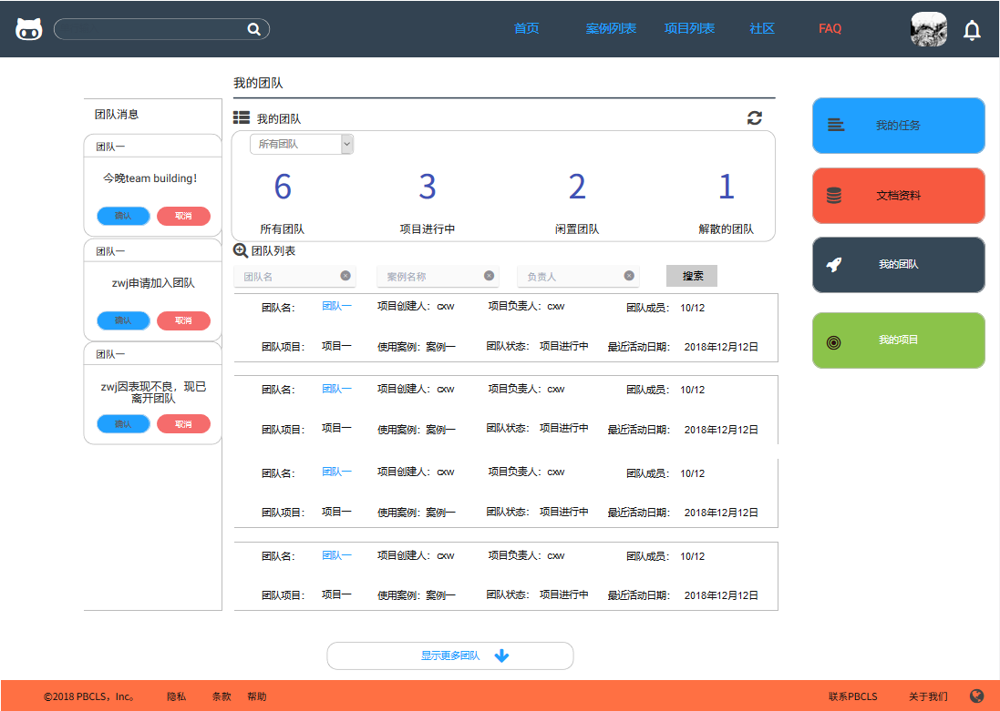 首页 案例列表 项目列表 社区 FAQ
我的团队
团队消息
团队一
今晚team building！
确认 取消
团队一
zwj申请加入团队
确认 取消
团队一
zwj因表现不良，现已
离开团队
确认 取消
我的团队
所有团队
6 3 2 1
所有团队 项目进行中 闲置团队 解散的团队
团队列表
团队名 案例名称 负责人 搜索
团队名： 团队一 项目创建人：cxw 项目负责人：cxw 团队成员： 10/12
团队项目： 项目一 使用案例：案例一 团队状态： 项目进行中 最近活动日期： 2018年12月12日
团队名： 团队一 项目创建人：cxw 项目负责人：cxw 团队成员： 10/12
团队项目： 项目一 使用案例：案例一 团队状态： 项目进行中 最近活动日期： 2018年12月12日
团队名： 团队一 项目创建人：cxw 项目负责人：cxw 团队成员： 10/12
团队项目： 项目一 使用案例：案例一 团队状态： 项目进行中 最近活动日期： 2018年12月12日
团队名： 团队一 项目创建人：cxw 项目负责人：cxw 团队成员： 10/12
团队项目： 项目一 使用案例：案例一 团队状态： 项目进行中 最近活动日期： 2018年12月12日
显示更多团队
我的任务
文档资料
我的团队
我的项目
©2018 PBCLS，Inc。 隐私 条款 帮助 联系PBCLS 关于我们